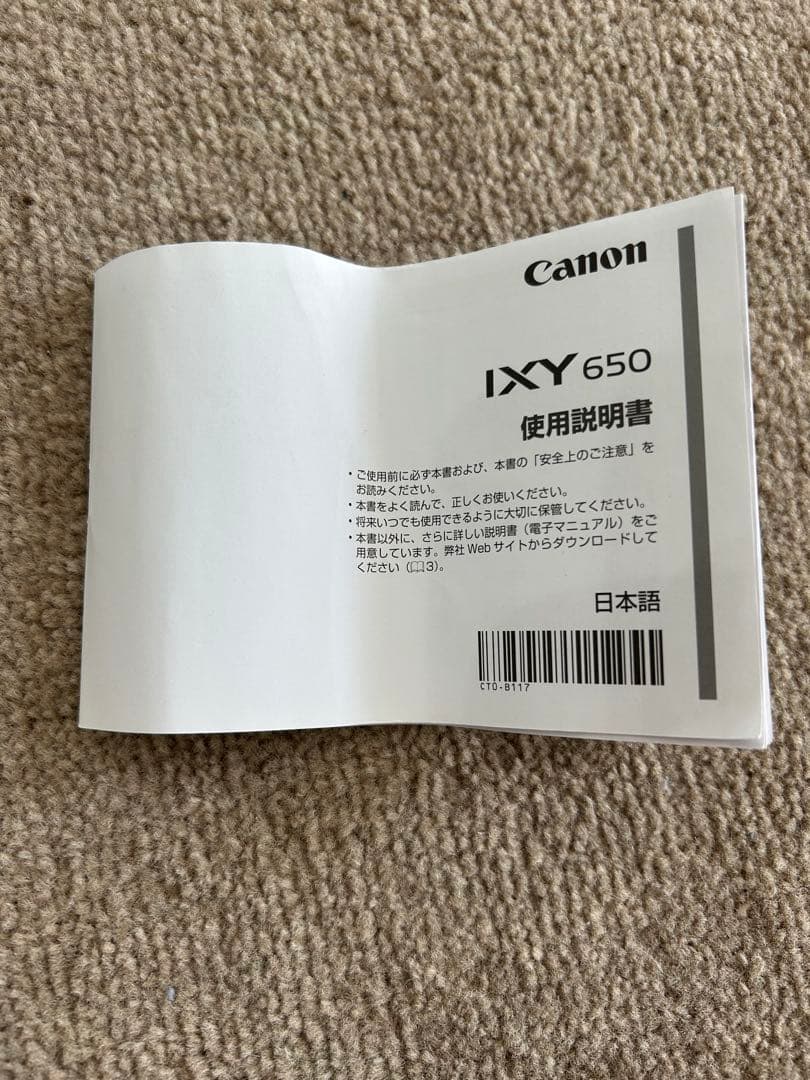 Canon
IXY 650
使用説明書
・ご使用前に必ず本書および、本書の「安全上のご注意」を
お読みください。
・本書をよく読んで、正しくお使いください。
・将来いつでも使用できるように大切に保管してください。
・本書以外に、さらに詳しい説明書（電子マニュアル）をご
用意しています。弊社 Web サイトからダウンロードして
ください（📖3）。
日本語
CT0-B117